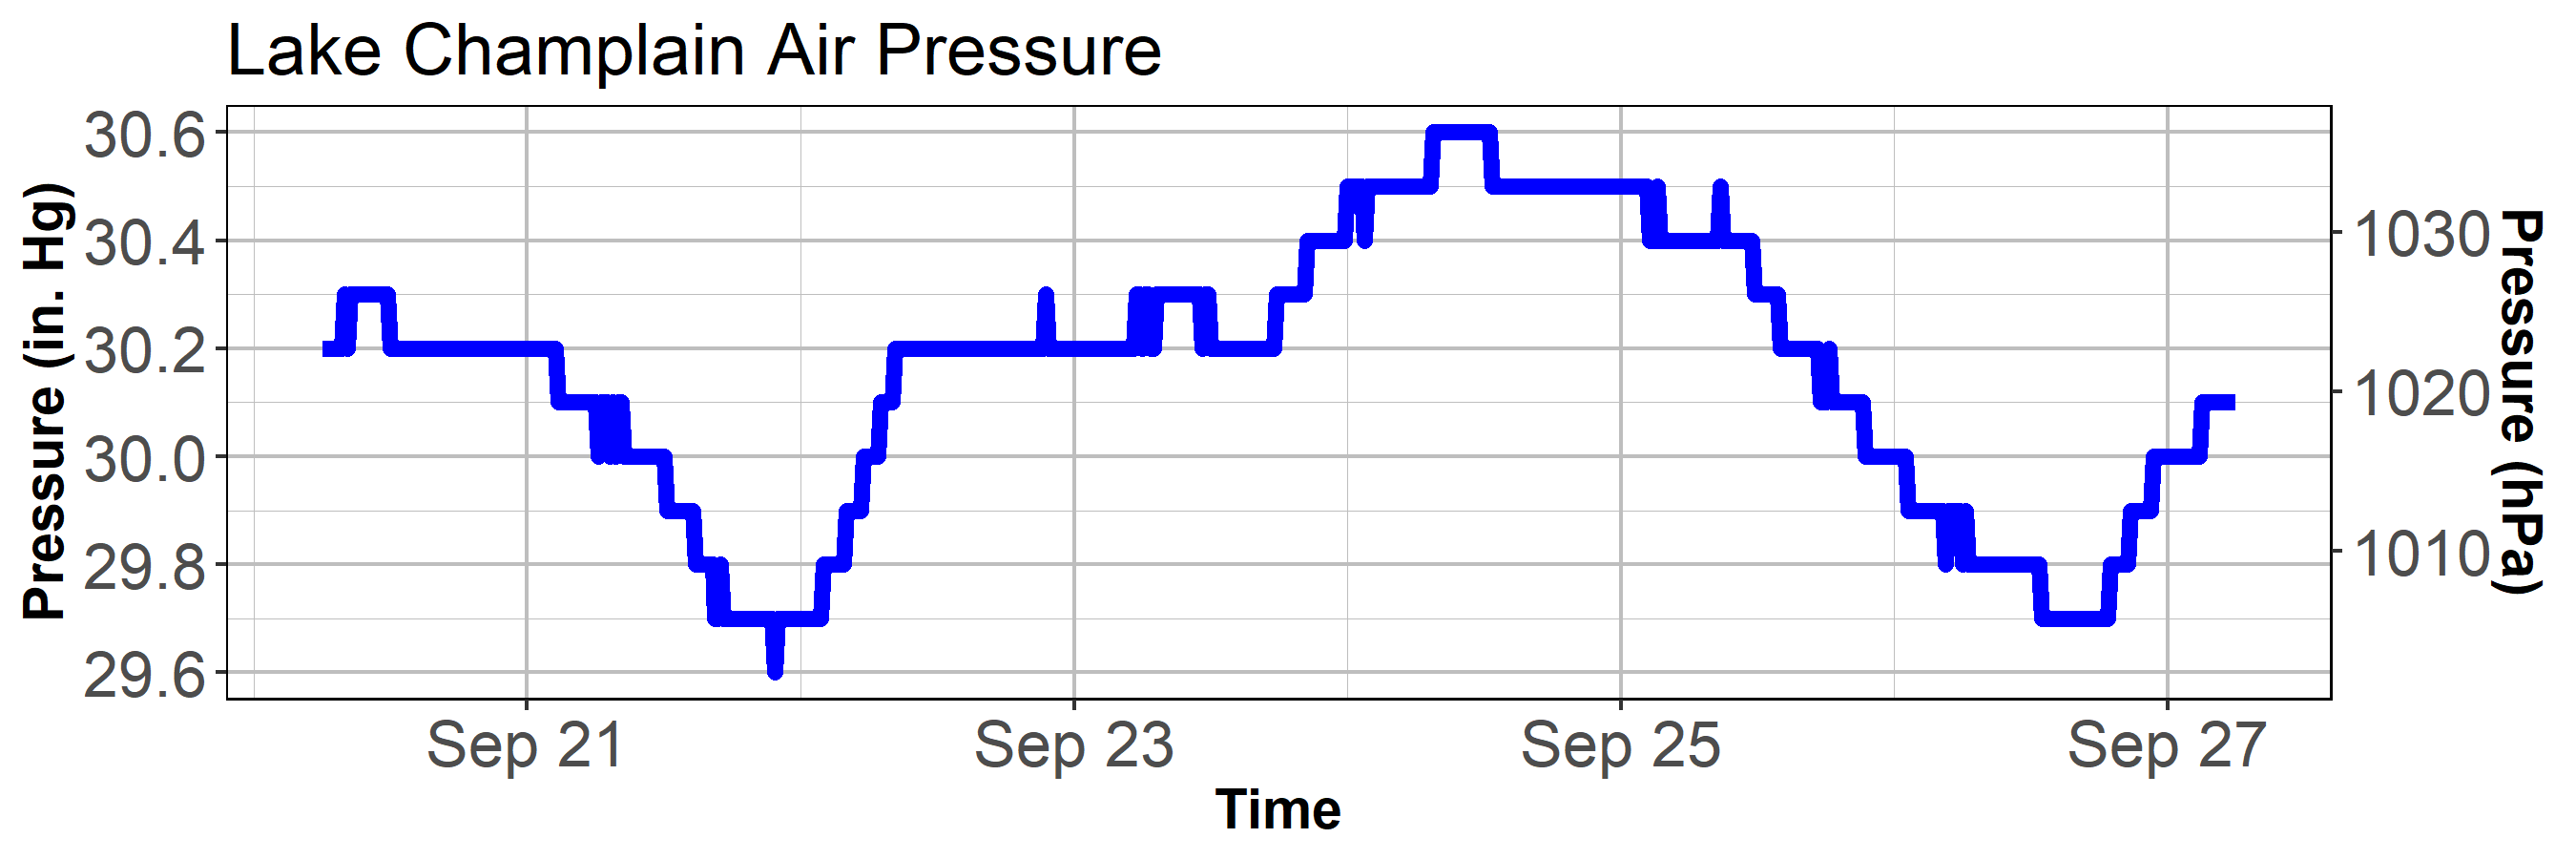 Lake Champlain Air Pressure
Pressure (in. Hg)
30.6
30.4
30.2
30.0
29.8
29.6
1030
1020
1010
Pressure (hPa)
Sep 21 Sep 23 Sep 25 Sep 27
Time